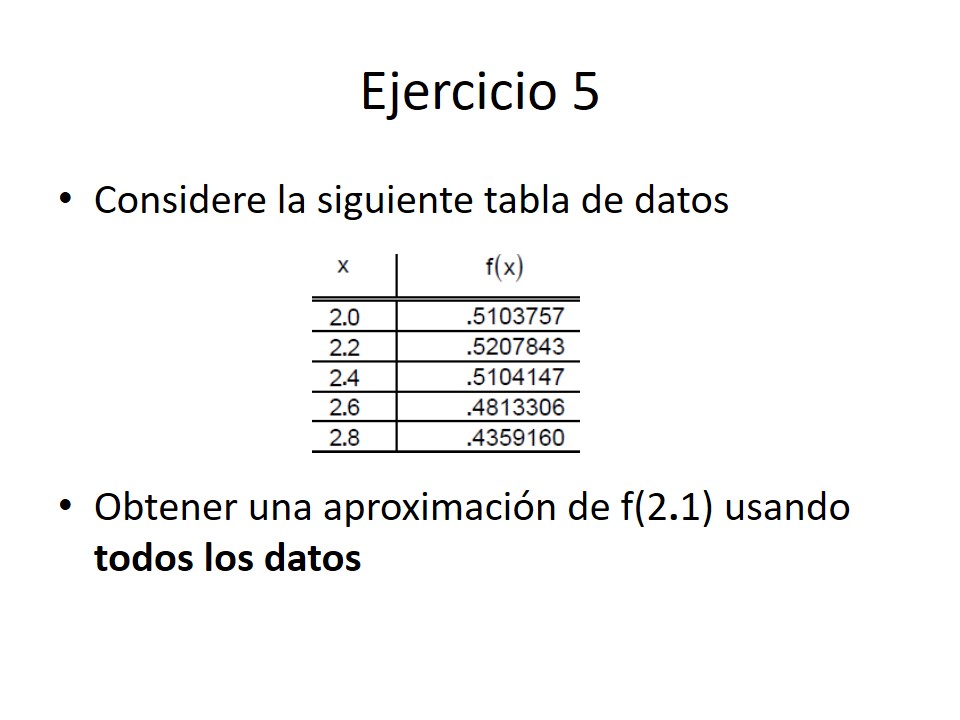 Ejercicio 5
• Considere la siguiente tabla de datos
x f(x)
2.0 .5103757
2.2 .5207843
2.4 .5104147
2.6 .4813306
2.8 .4359160
• Obtener una aproximación de f(2.1) usando
todos los datos